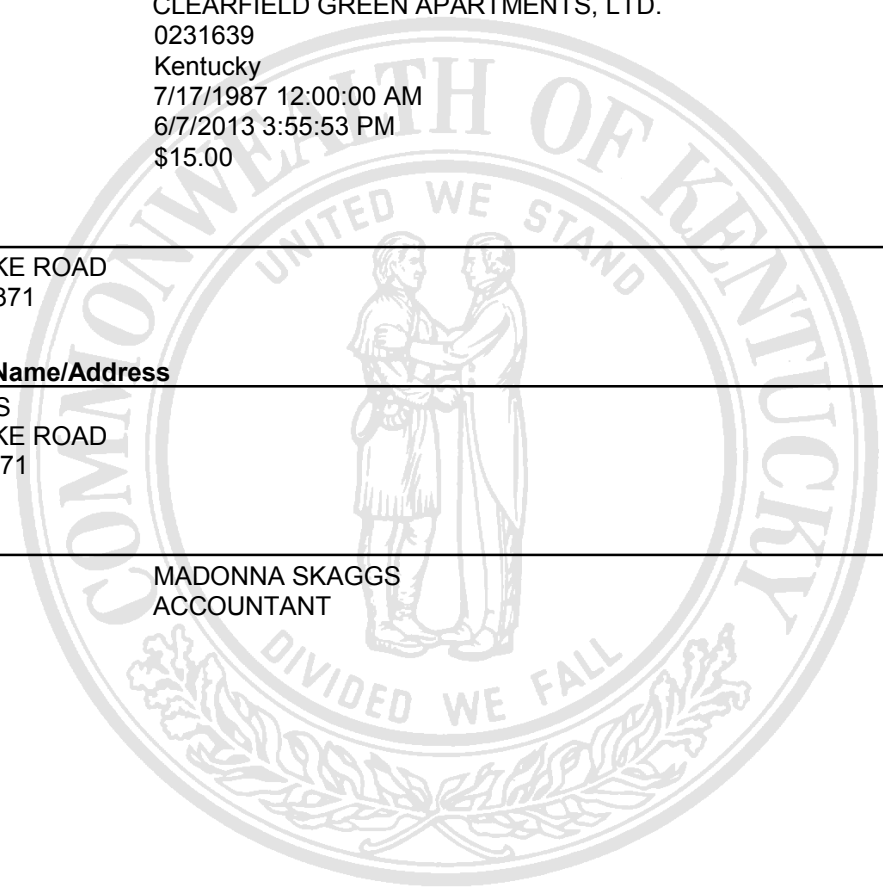 CLEARFIELD GREEN APARTMENTS, LTD.
0231639
Kentucky
7/17/1987 12:00:00 AM
6/7/2013 3:55:53 PM
$15.00
KE ROAD
371
Name/Address
S
KE ROAD
71
MADONNA SKAGGS
ACCOUNTANT
COMMONWEALTH OF KENTUCKY
UNITED WE STAND
DIVIDED WE FALL